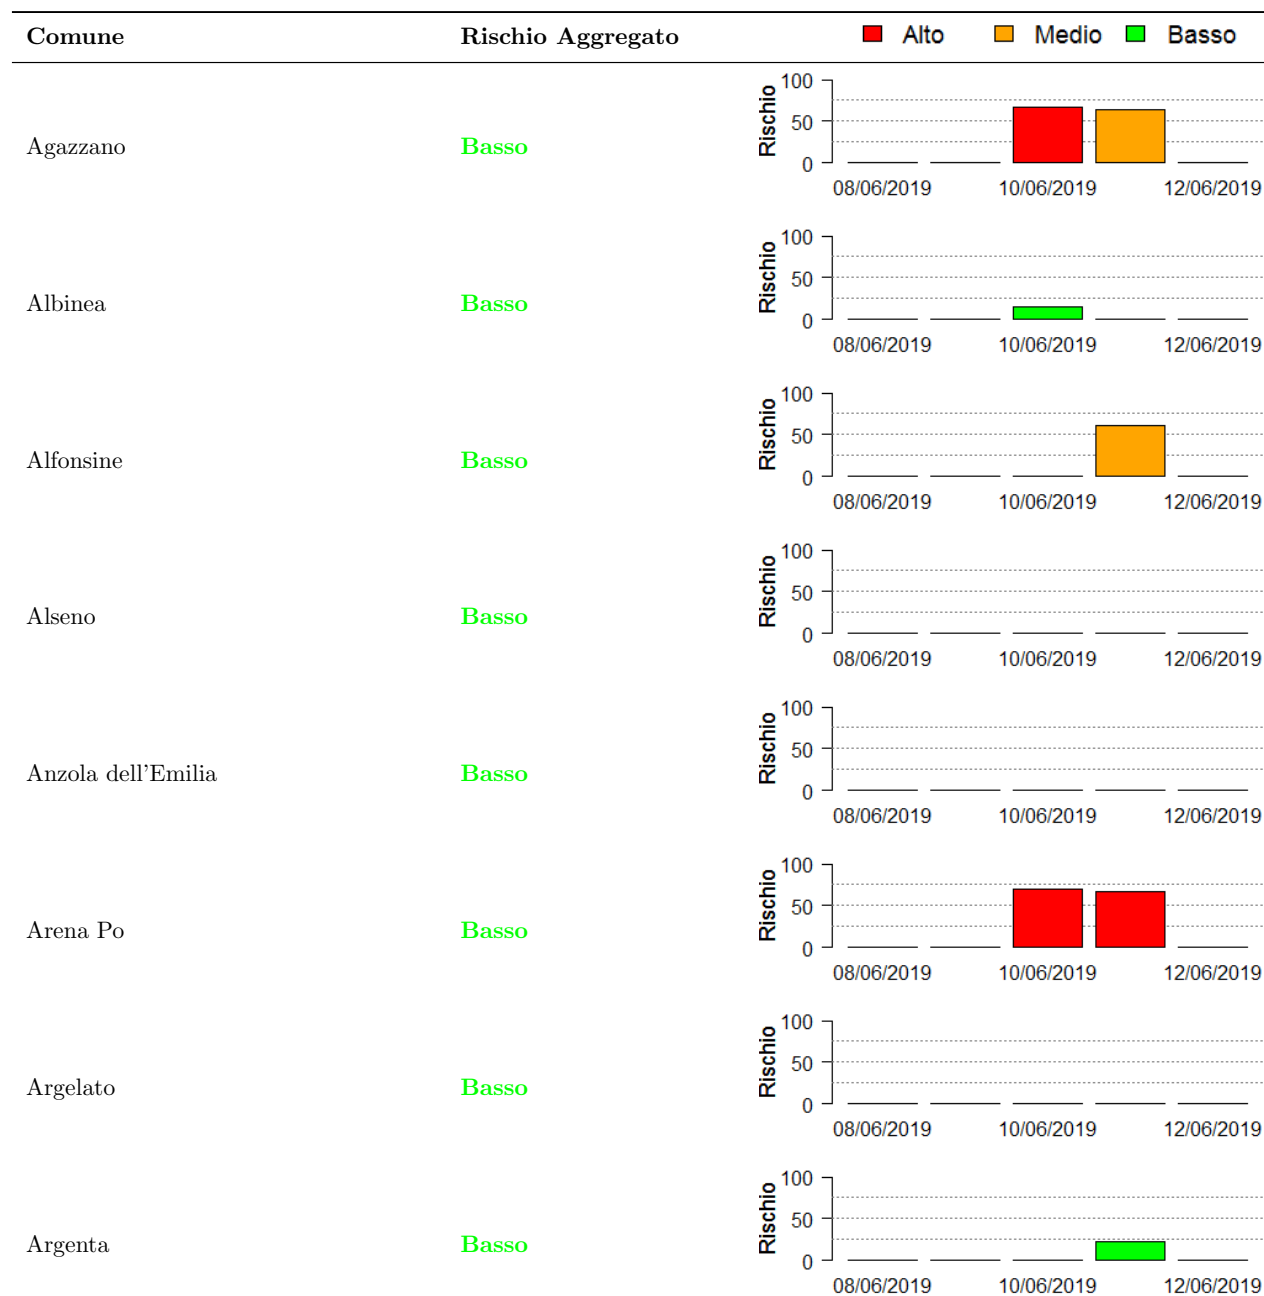 Comune Rischio Aggregato Alto Medio Basso
100
Rischio
50
Agazzano Basso
0
08/06/2019 10/06/2019 12/06/2019
100
Rischio
50
Albinea Basso
0
08/06/2019 10/06/2019 12/06/2019
100
Rischio
50
Alfonsine Basso
0
08/06/2019 10/06/2019 12/06/2019
100
Rischio
50
Alseno Basso
0
08/06/2019 10/06/2019 12/06/2019
100
Rischio
50
Anzola dell'Emilia Basso
0
08/06/2019 10/06/2019 12/06/2019
100
Rischio
50
Arena Po Basso
0
08/06/2019 10/06/2019 12/06/2019
100
Rischio
50
Argelato Basso
0
08/06/2019 10/06/2019 12/06/2019
100
Rischio
50
Argenta Basso
0
08/06/2019 10/06/2019 12/06/2019